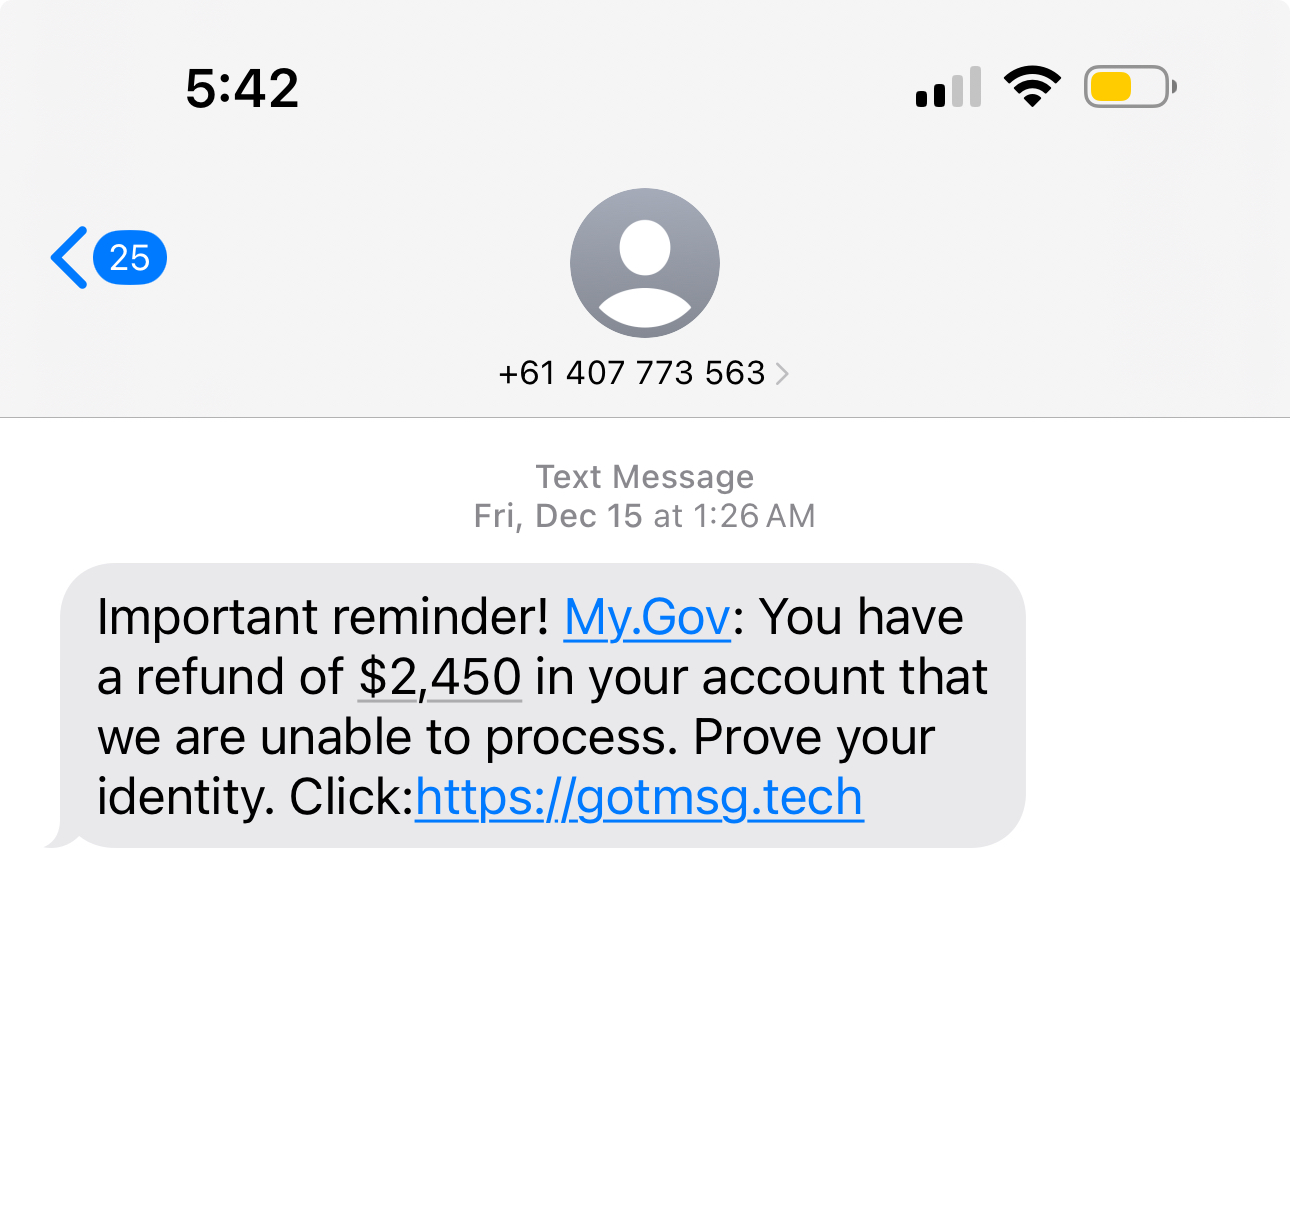 5:42
25
+61 407 773 563
Text Message
Fri, Dec 15 at 1:26 AM
Important reminder! My.Gov: You have
a refund of $2,450 in your account that
we are unable to process. Prove your
identity. Click:https://gotmsg.tech